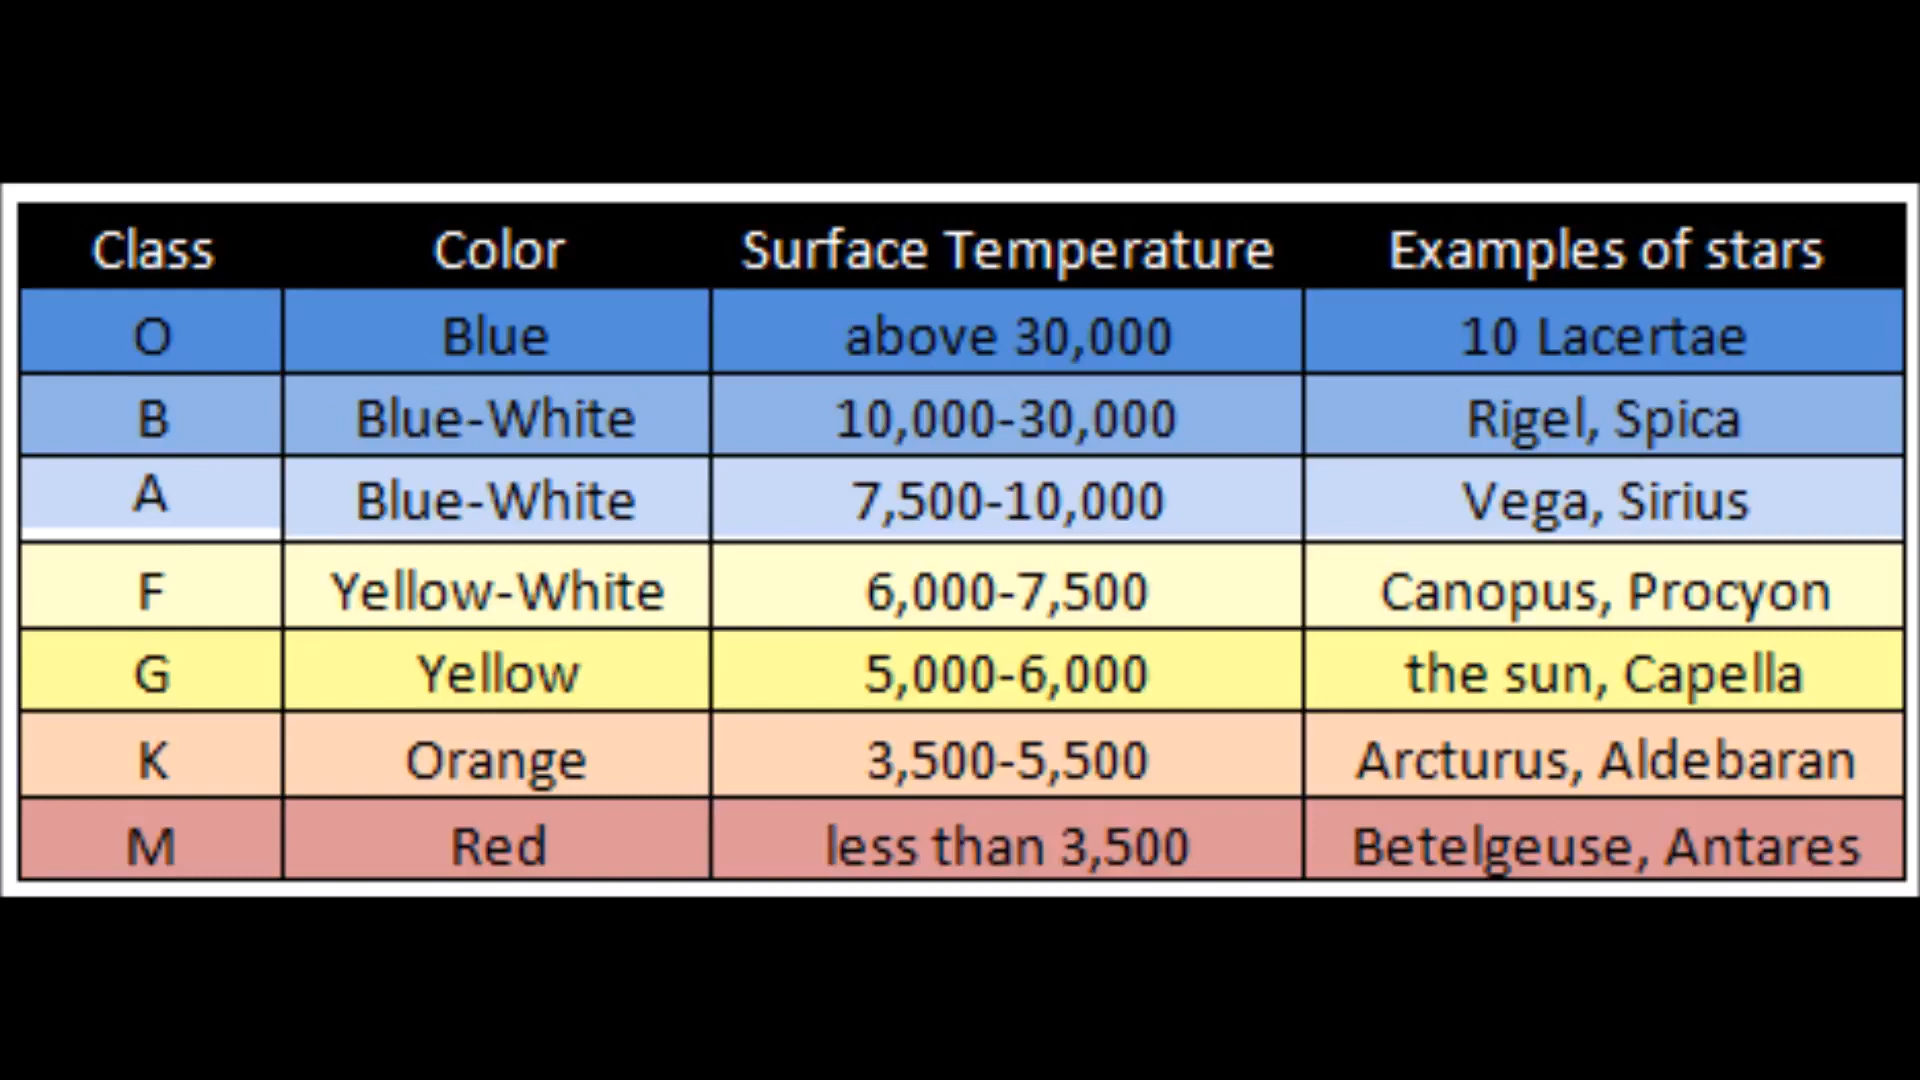 Class Color Surface Temperature Examples of stars
O Blue above 30,000 10 Lacertae
B Blue-White 10,000-30,000 Rigel, Spica
A Blue-White 7,500-10,000 Vega, Sirius
F Yellow-White 6,000-7,500 Canopus, Procyon
G Yellow 5,000-6,000 the sun, Capella
K Orange 3,500-5,500 Arcturus, Aldebaran
M Red less than 3,500 Betelgeuse, Antares